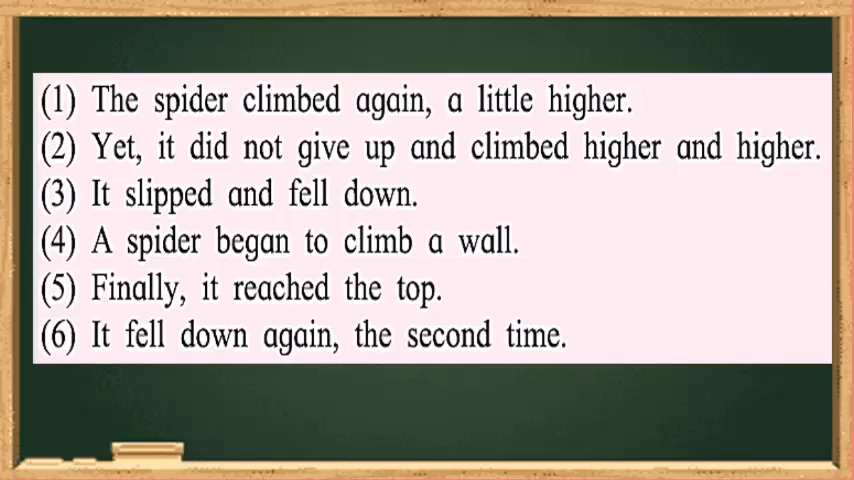 (1) The spider climbed again, a little higher.
(2) Yet, it did not give up and climbed higher and higher.
(3) It slipped and fell down.
(4) A spider began to climb a wall.
(5) Finally, it reached the top.
(6) It fell down again, the second time.